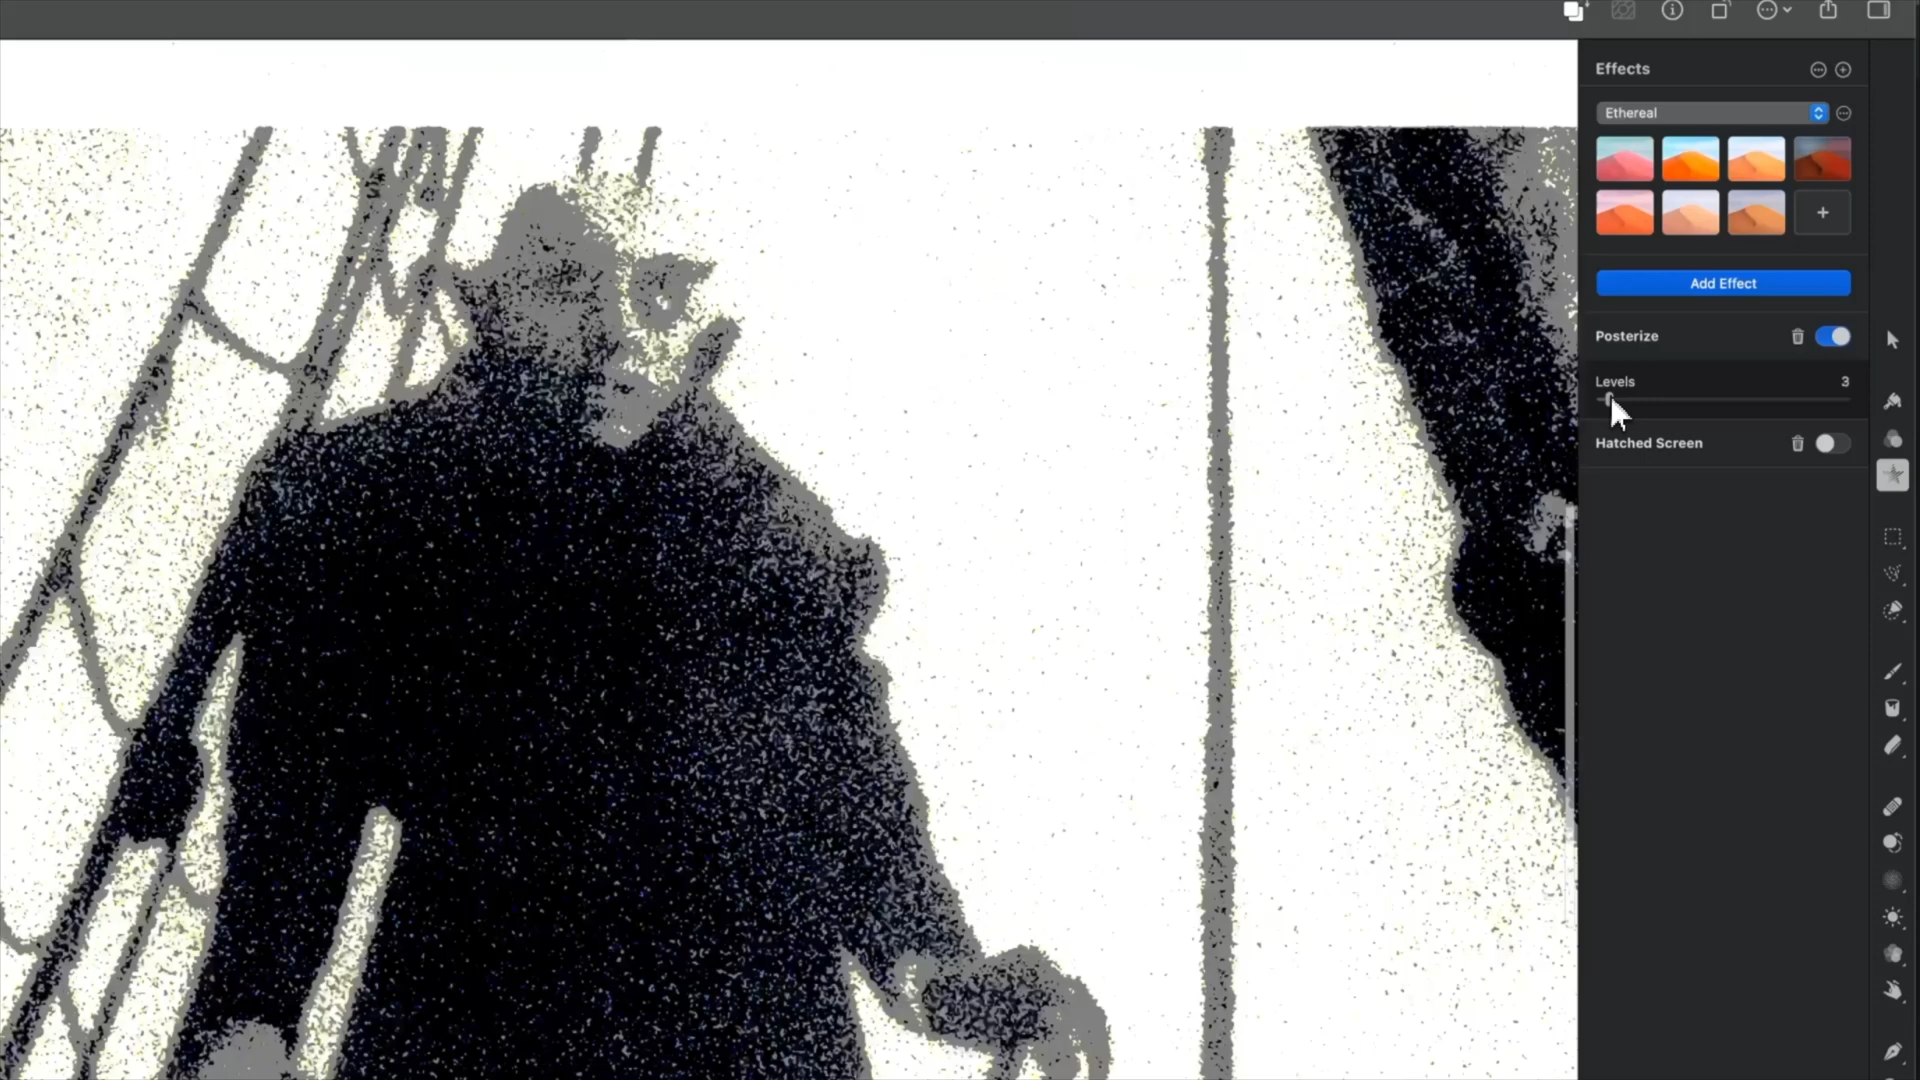 Effects
Ethereal
Add Effect
Posterize
Levels 3
Hatched Screen